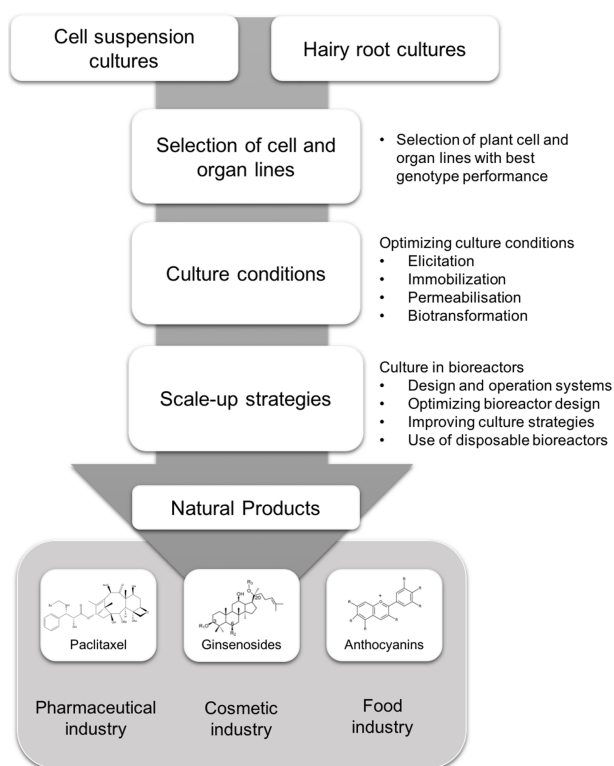 Cell suspension
cultures
Hairy root cultures
Selection of cell and
organ lines
• Selection of plant cell and
organ lines with best
genotype performance
Culture conditions
Optimizing culture conditions
• Elicitation
• Immobilization
• Permeabilisation
• Biotransformation
Scale-up strategies
Culture in bioreactors
• Design and operation systems
• Optimizing bioreactor design
• Improving culture strategies
• Use of disposable bioreactors
Natural Products
Paclitaxel
Ginsenosides
Anthocyanins
Pharmaceutical
industry
Cosmetic
industry
Food
industry